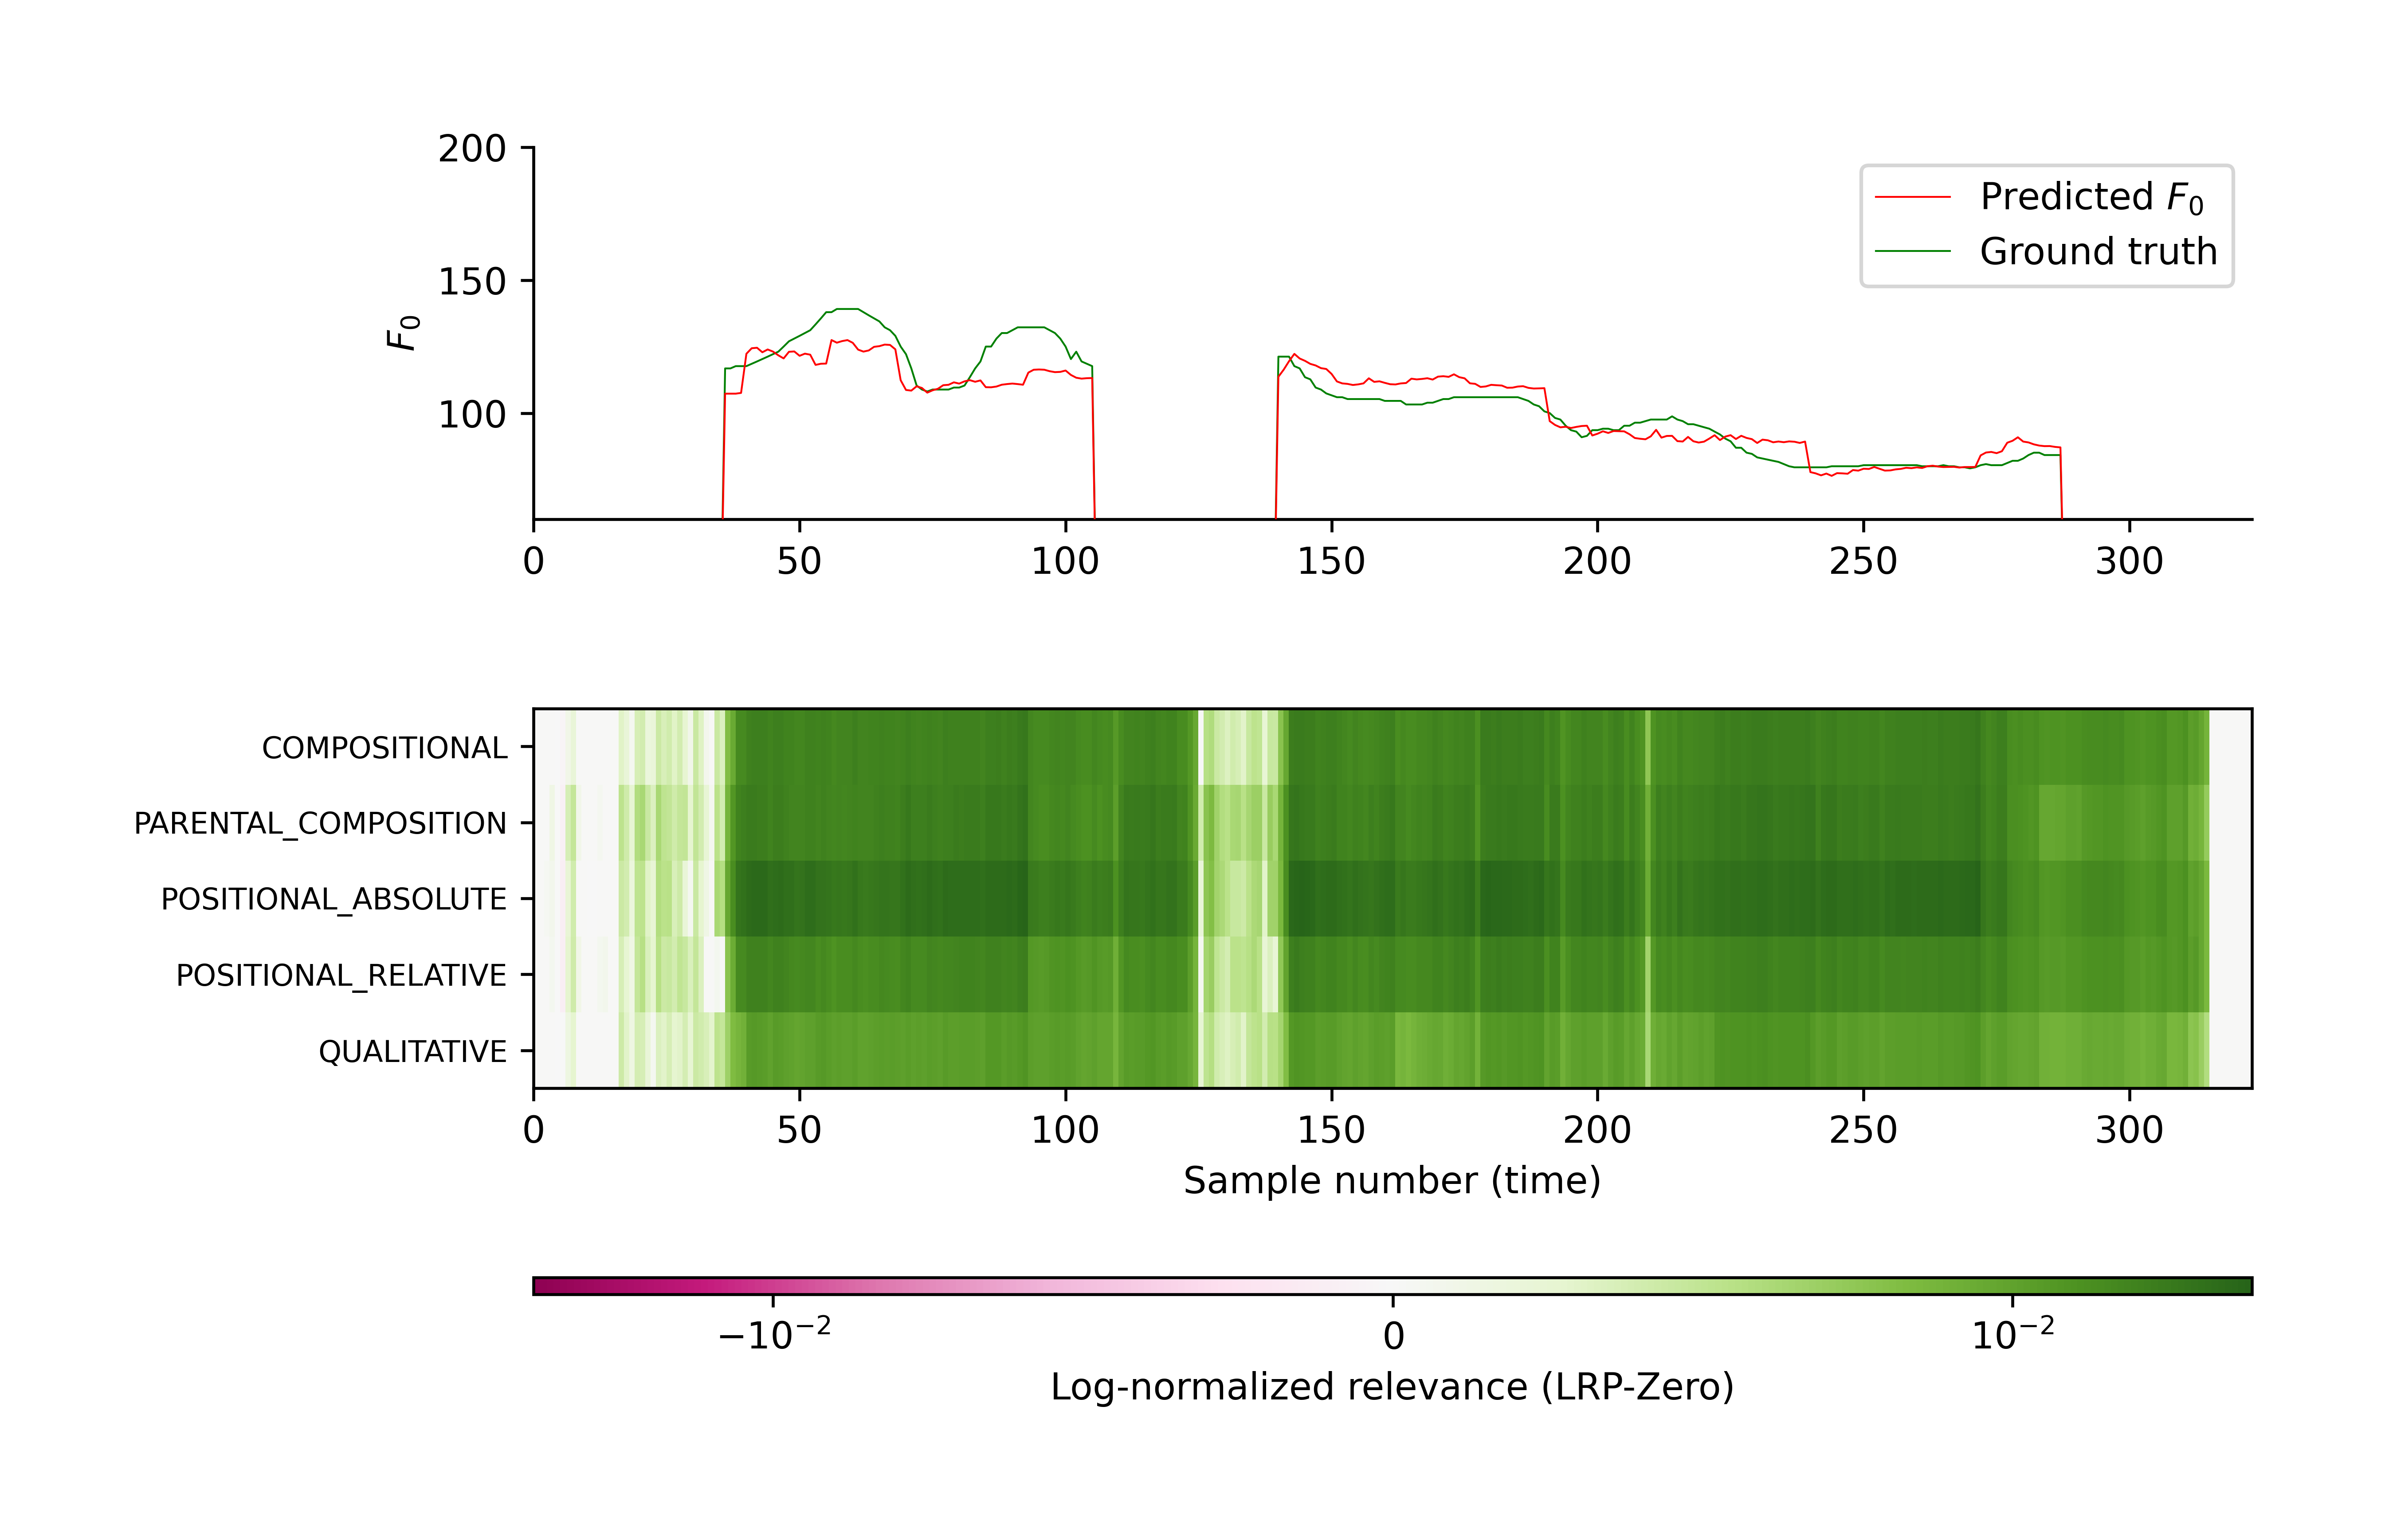 200
150
100
F₀
Predicted F₀
Ground truth
0 50 100 150 200 250 300
COMPOSITIONAL
PARENTAL_COMPOSITION
POSITIONAL_ABSOLUTE
POSITIONAL_RELATIVE
QUALITATIVE
0 50 100 150 200 250 300
Sample number (time)
−10⁻² 0 10⁻²
Log-normalized relevance (LRP-Zero)